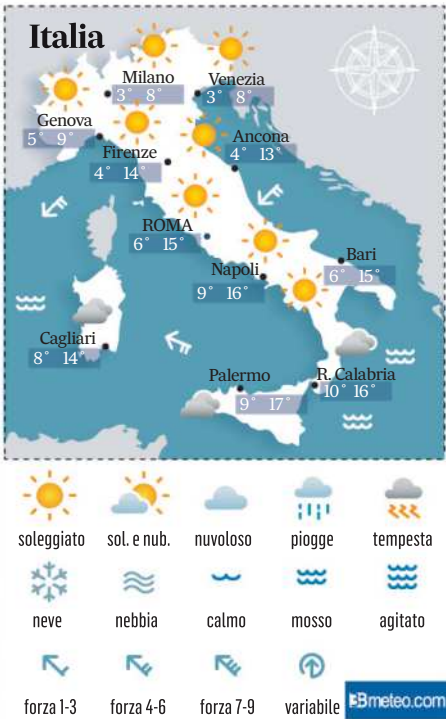 Italia
Milano
3° 8°
Venezia
3° 8°
Genova
5° 9°
Firenze
4° 14°
Ancona
4° 13°
ROMA
6° 15°
Napoli
9° 16°
Bari
6° 15°
Cagliari
8° 14°
Palermo
9° 17°
R. Calabria
10° 16°
soleggiato sol. e nub. nuvoloso piogge tempesta
neve nebbia calmo mosso agitato
forza 1-3 forza 4-6 forza 7-9 variabile
3Bmeteo.com